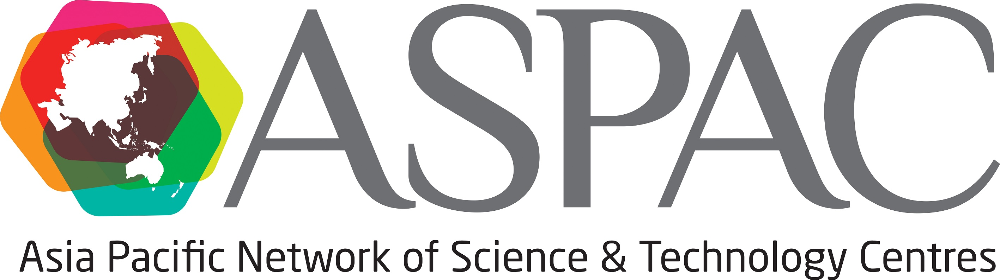 ASPAC
Asia Pacific Network of Science & Technology Centres